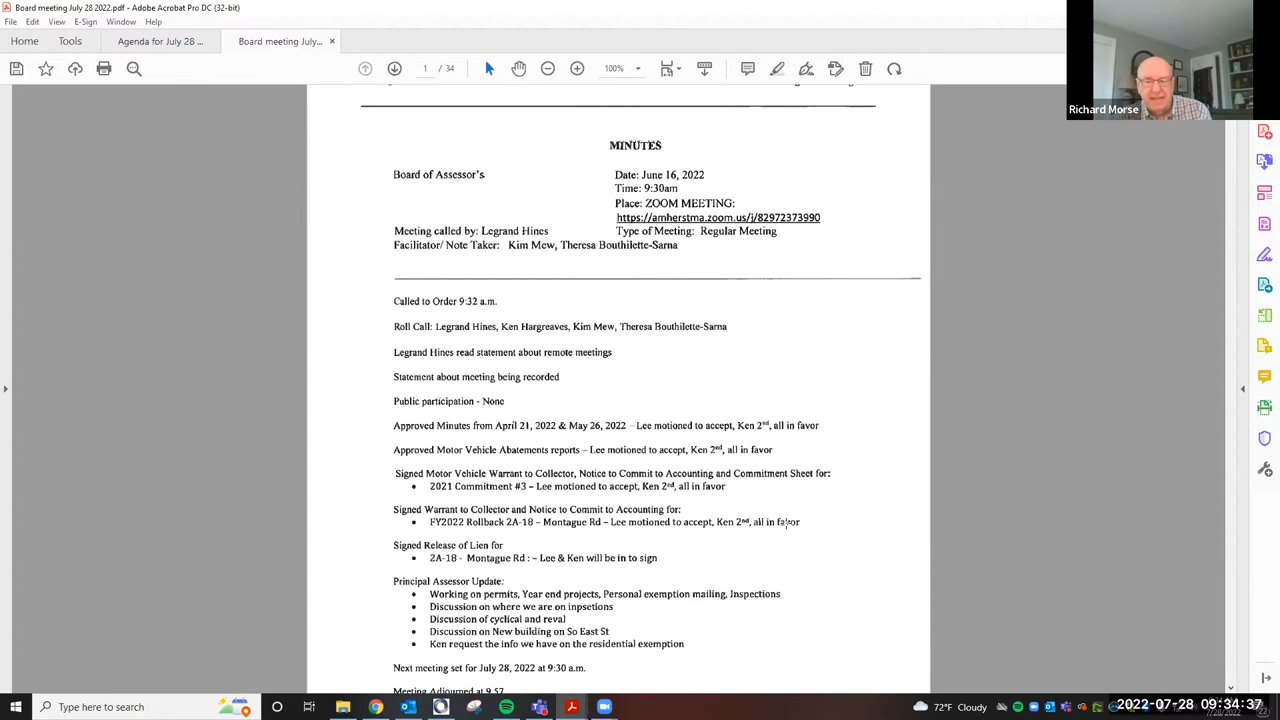 Board meeting July 28 2022.pdf - Adobe Acrobat Pro DC (32-bit)
File Edit View E-Sign Window Help
Home Tools Agenda for July 28 ... Board meeting July... ×
1 / 34 100%
Richard Morse
MINUTES
Board of Assessor's Date: June 16, 2022
Time: 9:30am
Place: ZOOM MEETING:
https://amherstma.zoom.us/j/82972373990
Meeting called by: Legrand Hines Type of Meeting: Regular Meeting
Facilitator/ Note Taker: Kim Mew, Theresa Bouthilette-Sarna
Called to Order 9:32 a.m.
Roll Call: Legrand Hines, Ken Hargreaves, Kim Mew, Theresa Bouthilette-Sarna
Legrand Hines read statement about remote meetings
Statement about meeting being recorded
Public participation - None
Approved Minutes from April 21, 2022 & May 26, 2022 – Lee motioned to accept, Ken 2nd, all in favor
Approved Motor Vehicle Abatements reports – Lee motioned to accept, Ken 2nd, all in favor
Signed Motor Vehicle Warrant to Collector, Notice to Commit to Accounting and Commitment Sheet for:
• 2021 Commitment #3 – Lee motioned to accept, Ken 2nd, all in favor
Signed Warrant to Collector and Notice to Commit to Accounting for:
• FY2022 Rollback 2A-18 – Montague Rd – Lee motioned to accept, Ken 2nd, all in favor
Signed Release of Lien for
• 2A-18 - Montague Rd : – Lee & Ken will be in to sign
Principal Assessor Update:
• Working on permits, Year end projects, Personal exemption mailing, Inspections
• Discussion on where we are on inpsetions
• Discussion of cyclical and reval
• Discussion on New building on So East St
• Ken request the info we have on the residential exemption
Next meeting set for July 28, 2022 at 9:30 a.m.
Meeting Adjourned at 9.57
Type here to search
72°F Cloudy
2022-07-28 09:34:37